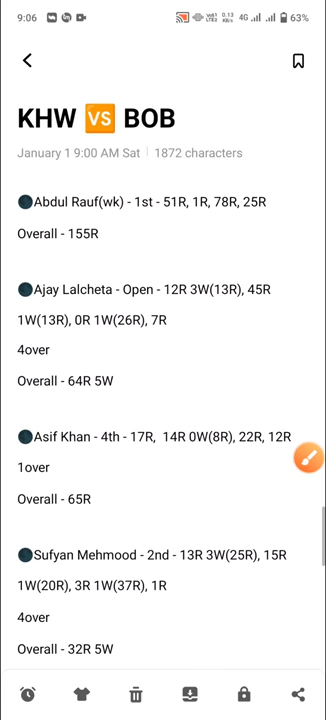 9:06
4G
63%
KHW 🆚 BOB
January 1 9:00 AM Sat | 1872 characters
🌑Abdul Rauf(wk) - 1st - 51R, 1R, 78R, 25R
Overall - 155R
🌑Ajay Lalcheta - Open - 12R 3W(13R), 45R
1W(13R), 0R 1W(26R), 7R
4over
Overall - 64R 5W
🌑Asif Khan - 4th - 17R,  14R 0W(8R), 22R, 12R
1over
Overall - 65R
🌑Sufyan Mehmood - 2nd - 13R 3W(25R), 15R
1W(20R), 3R 1W(37R), 1R
4over
Overall - 32R 5W